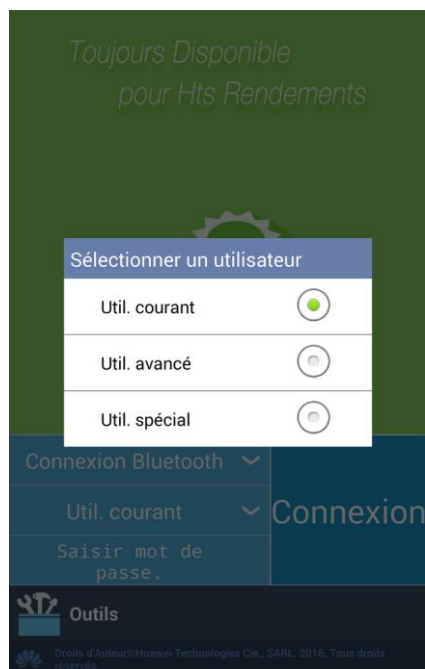 Toujours Disponible
pour Hts Rendements
Sélectionner un utilisateur
Util. courant
Util. avancé
Util. spécial
Connexion Bluetooth
Util. courant
Connexion
Saisir mot de
passe.
Outils
Droits d'Auteur©Huawei Technologies Cie., SARL. 2016. Tous droits
réservés.